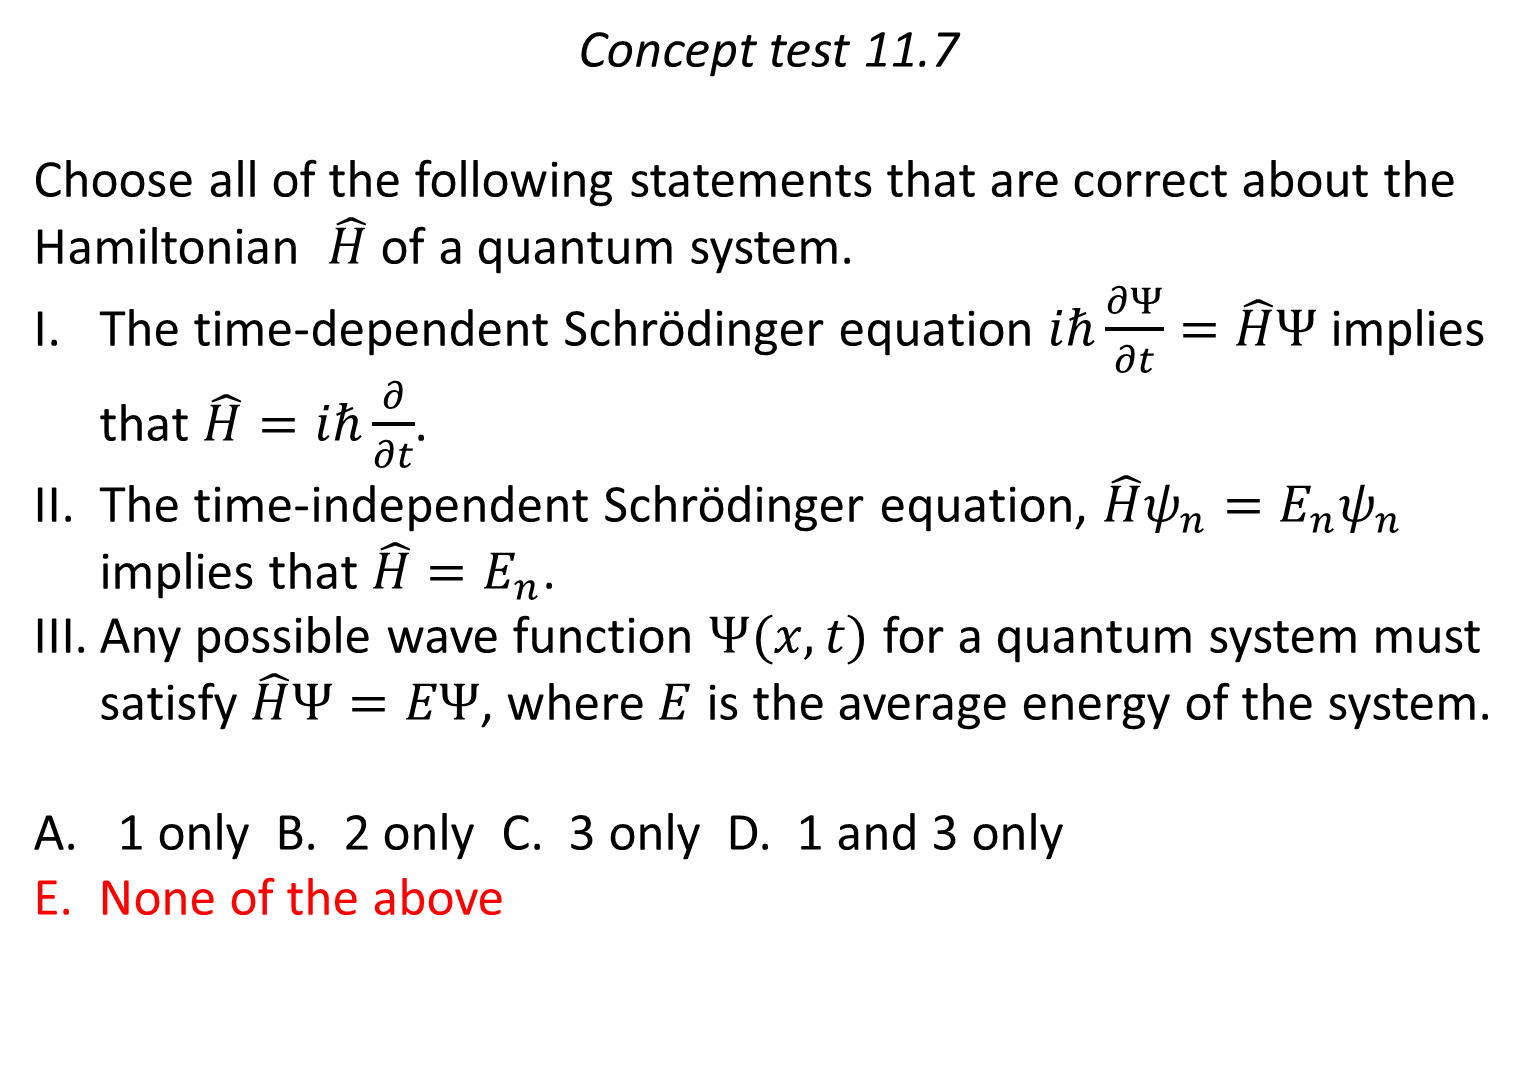 Concept test 11.7
Choose all of the following statements that are correct about the
Hamiltonian Ĥ of a quantum system.
I. The time-dependent Schrödinger equation iℏ ∂Ψ/∂t = ĤΨ implies
that Ĥ = iℏ ∂/∂t.
II. The time-independent Schrödinger equation, Ĥψₙ = Eₙψₙ
implies that Ĥ = Eₙ.
III. Any possible wave function Ψ(x, t) for a quantum system must
satisfy ĤΨ = EΨ, where E is the average energy of the system.
A. 1 only B. 2 only C. 3 only D. 1 and 3 only
E. None of the above